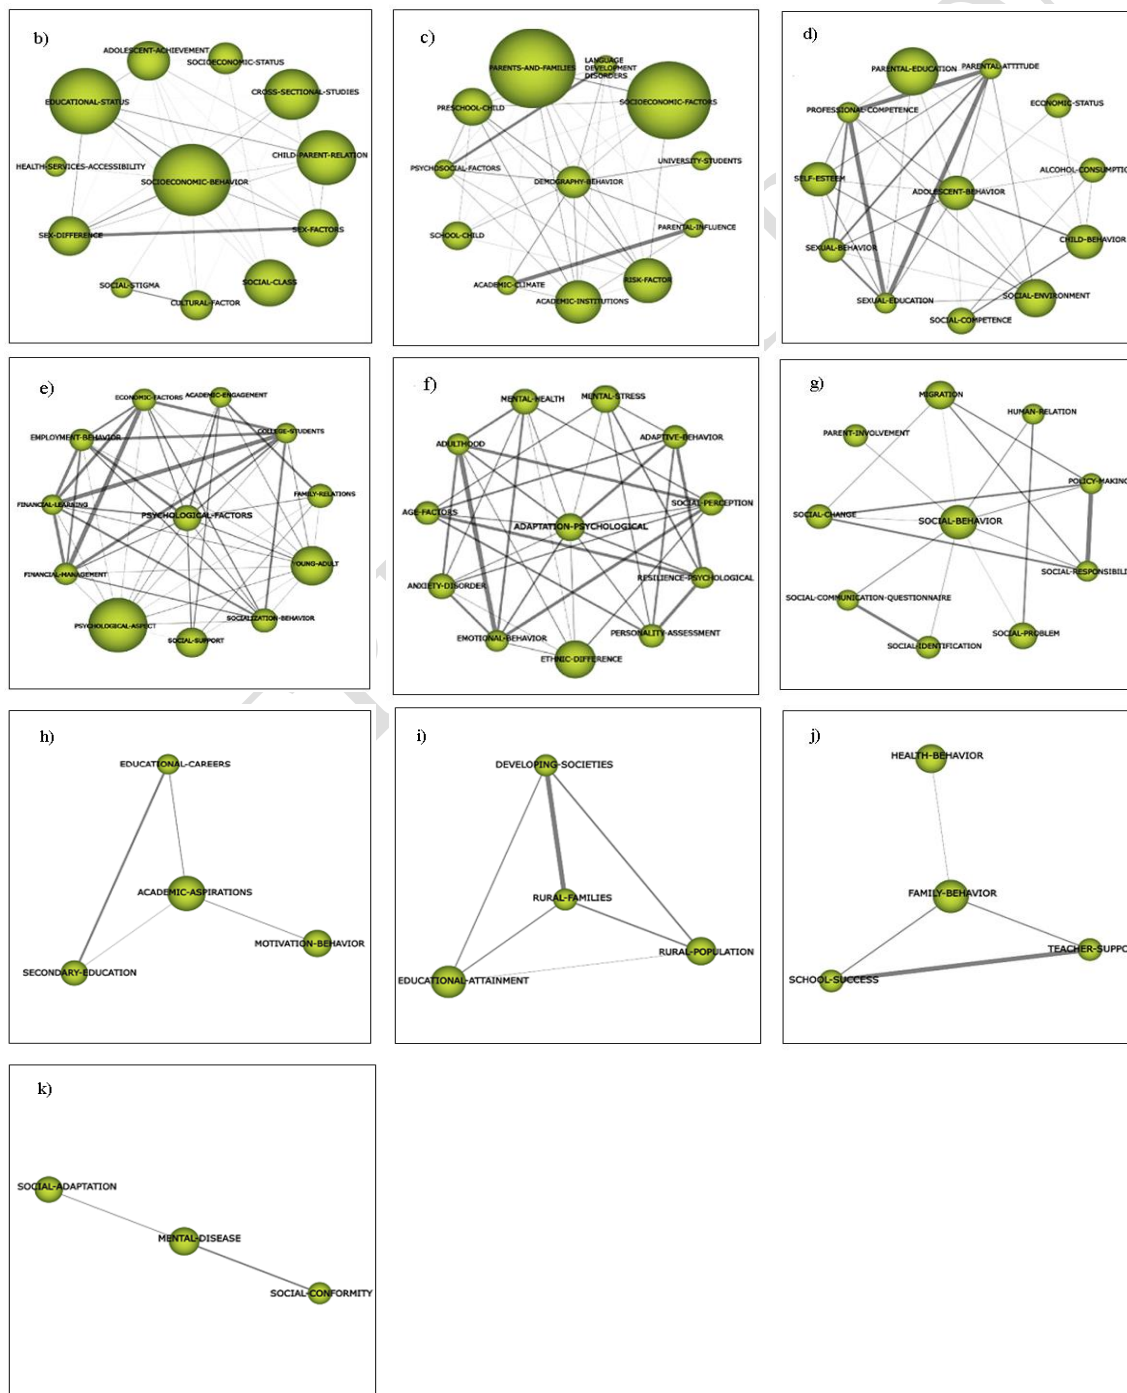 b)
ADOLESCENT-ACHIEVEMENT
SOCIOECONOMIC-STATUS
EDUCATIONAL-STATUS
CROSS-SECTIONAL-STUDIES
CHILD-PARENT-RELATION
HEALTH-SERVICES-ACCESSIBILITY
SOCIOECONOMIC-BEHAVIOR
SEX-DIFFERENCE
SEX-FACTORS
SOCIAL-STIGMA
SOCIAL-CLASS
CULTURAL-FACTOR
c)
PARENTS-AND-FAMILIES
LANGUAGE
DEVELOPMENT
DISORDERS
PRESCHOOL-CHILD
SOCIOECONOMIC-FACTORS
PSYCHOSOCIAL-FACTORS
UNIVERSITY-STUDENTS
DEMOGRAPHY-BEHAVIOR
SCHOOL-CHILD
PARENTAL-INFLUENCE
ACADEMIC-CLIMATE
RISK-FACTOR
ACADEMIC-INSTITUTIONS
d)
PARENTAL-EDUCATION
PARENTAL-ATTITUDE
PROFESSIONAL-COMPETENCE
ECONOMIC-STATUS
SELF-ESTEEM
ALCOHOL-CONSUMPTIO
ADOLESCENT-BEHAVIOR
SEXUAL-BEHAVIOR
CHILD-BEHAVIOR
SEXUAL-EDUCATION
SOCIAL-ENVIRONMENT
SOCIAL-COMPETENCE
e)
ECONOMIC-FACTORS
ACADEMIC-ENGAGEMENT
EMPLOYMENT-BEHAVIOR
COLLEGE-STUDENTS
FINANCIAL-LEARNING
FAMILY-RELATIONS
PSYCHOLOGICAL-FACTORS
FINANCIAL-MANAGEMENT
YOUNG-ADULT
PSYCHOLOGICAL-ASPECT
SOCIALIZATION-BEHAVIOR
SOCIAL-SUPPORT
f)
MENTAL-HEALTH
MENTAL-STRESS
ADULTHOOD
ADAPTIVE-BEHAVIOR
AGE-FACTORS
SOCIAL-PERCEPTION
ADAPTATION-PSYCHOLOGICAL
ANXIETY-DISORDER
RESILIENCE-PSYCHOLOGICAL
EMOTIONAL-BEHAVIOR
PERSONALITY-ASSESSMENT
ETHNIC-DIFFERENCE
g)
MIGRATION
HUMAN-RELATION
PARENT-INVOLVEMENT
POLICY-MAKING
SOCIAL-CHANGE
SOCIAL-BEHAVIOR
SOCIAL-RESPONSIBILI
SOCIAL-COMMUNICATION-QUESTIONNAIRE
SOCIAL-PROBLEM
SOCIAL-IDENTIFICATION
h)
EDUCATIONAL-CAREERS
ACADEMIC-ASPIRATIONS
MOTIVATION-BEHAVIOR
SECONDARY-EDUCATION
i)
DEVELOPING-SOCIETIES
RURAL-FAMILIES
RURAL-POPULATION
EDUCATIONAL-ATTAINMENT
j)
HEALTH-BEHAVIOR
FAMILY-BEHAVIOR
TEACHER-SUPPO
SCHOOL-SUCCESS
k)
SOCIAL-ADAPTATION
MENTAL-DISEASE
SOCIAL-CONFORMITY